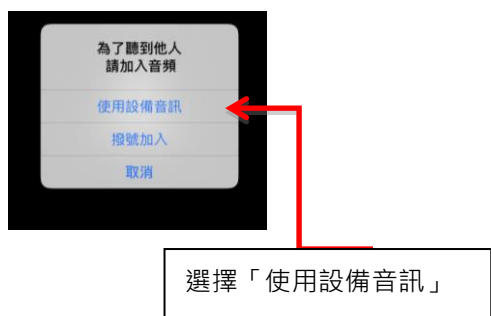 為了聽到他人
請加入音頻
使用設備音訊
撥號加入
取消
選擇「使用設備音訊」